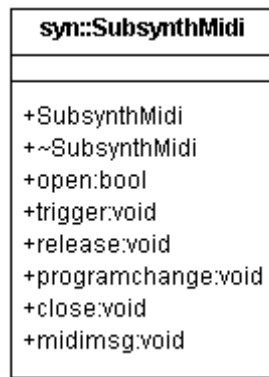 syn::SubsynthMidi
+SubsynthMidi
+~SubsynthMidi
+open:bool
+trigger:void
+release:void
+programchange:void
+close:void
+midimsg:void